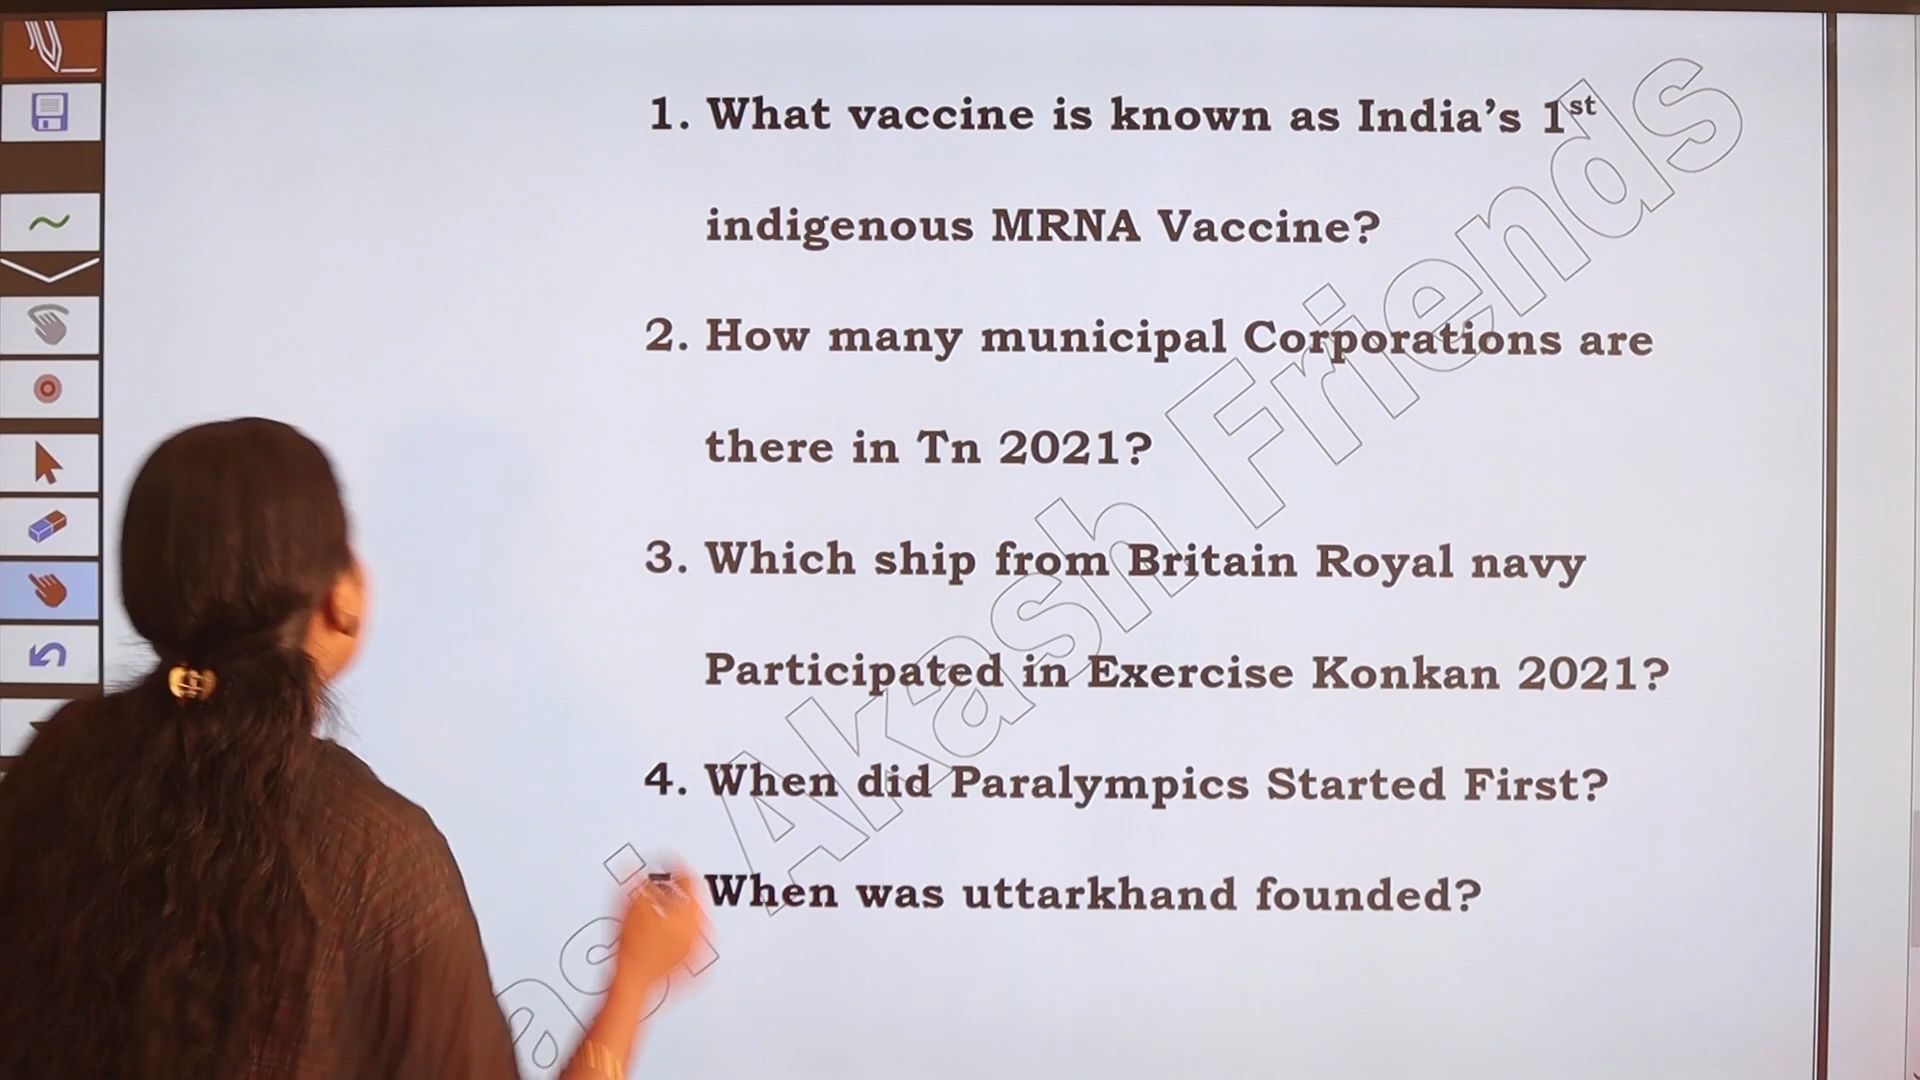 1. What vaccine is known as India’s 1st
indigenous MRNA Vaccine?
2. How many municipal Corporations are
there in Tn 2021?
3. Which ship from Britain Royal navy
Participated in Exercise Konkan 2021?
4. When did Paralympics Started First?
When was uttarkhand founded?
Akash Friends